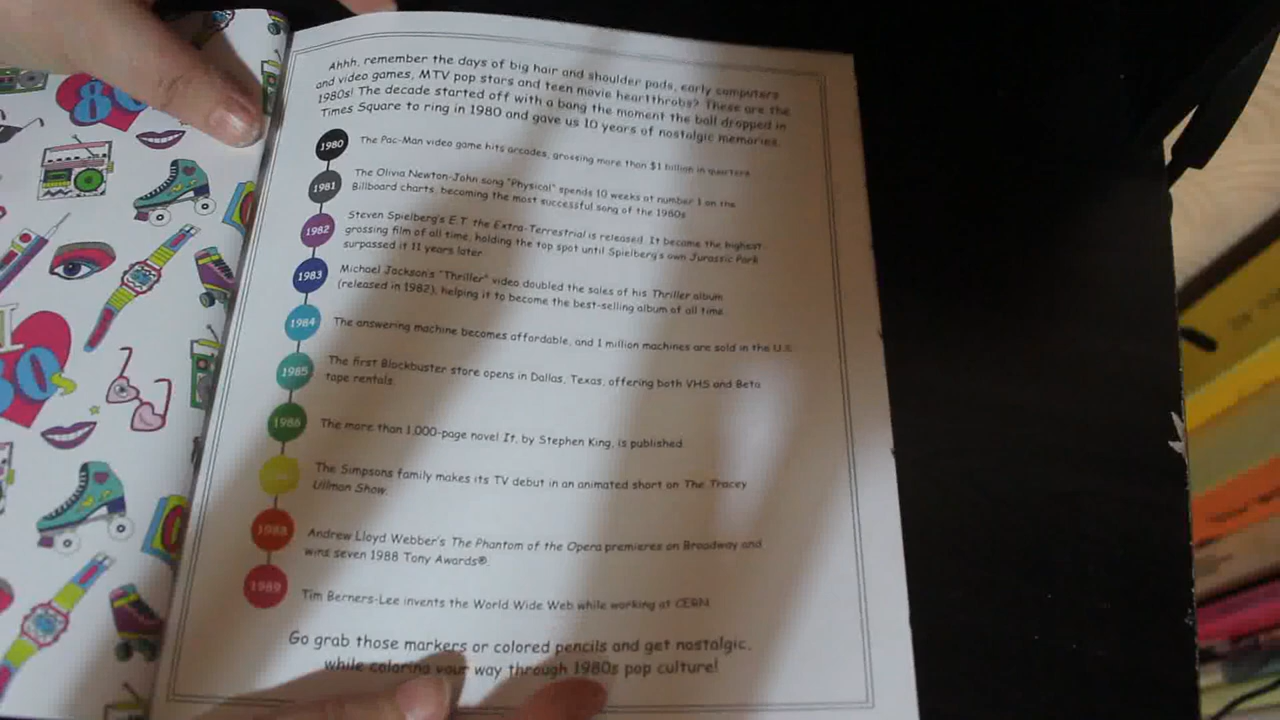 Ahhh, remember the days of big hair and shoulder pads, early computers
and video games, MTV pop stars and teen movie heartthrobs? These are the
1980s! The decade started off with a bang the moment the ball dropped in
Times Square to ring in 1980 and gave us 10 years of nostalgic memories.
1980 The Pac-Man video game hits arcades, grossing more than $1 billion in quarters.
1981 The Olivia Newton-John song "Physical" spends 10 weeks at number 1 on the
Billboard charts, becoming the most successful song of the 1980s.
1982 Steven Spielberg's E.T. the Extra-Terrestrial is released. It became the highest-
grossing film of all time, holding the top spot until Spielberg's own Jurassic Park
surpassed it 11 years later.
1983 Michael Jackson's "Thriller" video doubled the sales of his Thriller album
(released in 1982), helping it to become the best-selling album of all time.
1984 The answering machine becomes affordable, and 1 million machines are sold in the U.S.
1985 The first Blockbuster store opens in Dallas, Texas, offering both VHS and Beta
tape rentals.
1986 The more than 1,000-page novel It, by Stephen King, is published.
The Simpsons family makes its TV debut in an animated short on The Tracey
Ullman Show.
1988 Andrew Lloyd Webber's The Phantom of the Opera premieres on Broadway and
wins seven 1988 Tony Awards®.
1989 Tim Berners-Lee invents the World Wide Web while working at CERN.
Go grab those markers or colored pencils and get nostalgic,
while coloring your way through 1980s pop culture!